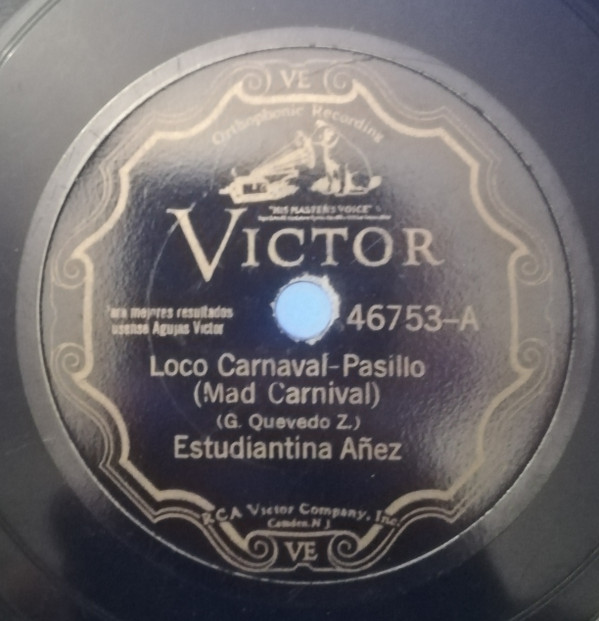 VE
Orthophonic Recording
"HIS MASTER'S VOICE"
VICTOR
Para mejores resultados
usense Agujas Victor
46753-A
Loco Carnaval-Pasillo
(Mad Carnival)
(G. Quevedo Z.)
Estudiantina Añez
RCA Victor Company, Inc.
Camden, N J
VE